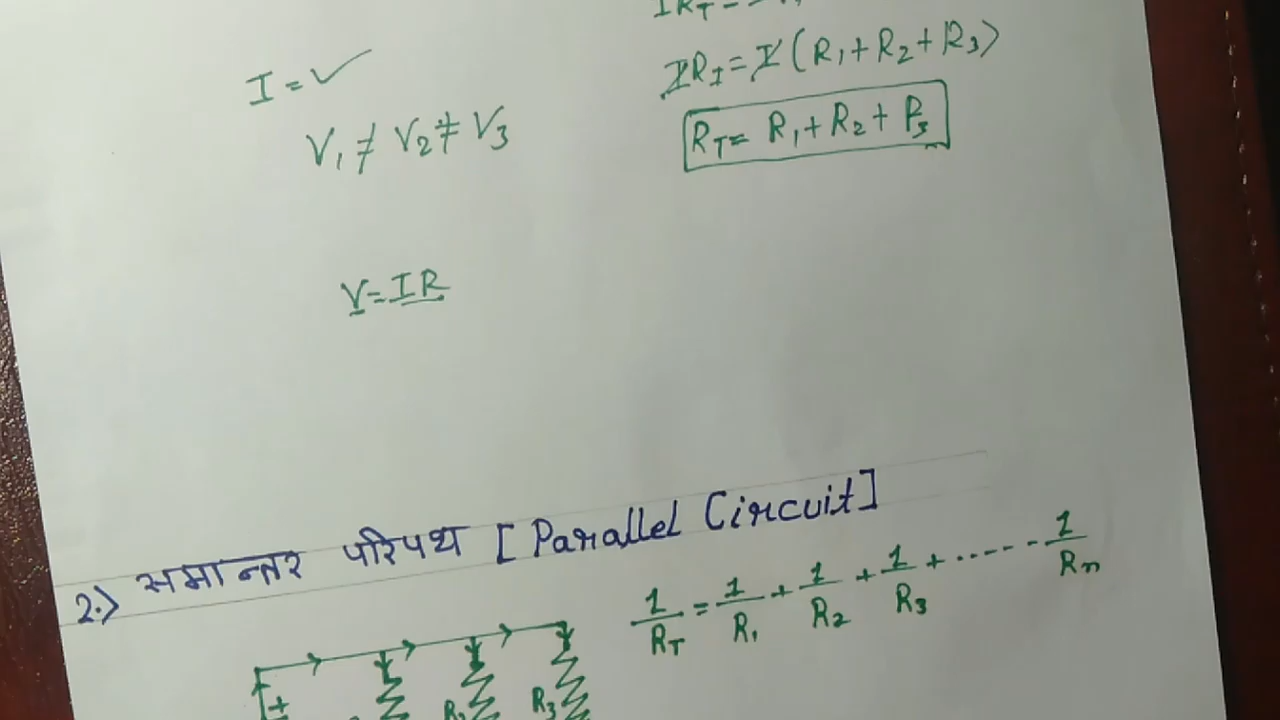 I = ✓
V₁ ≠ V₂ ≠ V₃
V = IR
IR_T =
IR_T = I (R₁ + R₂ + R₃)
R_T = R₁ + R₂ + R₃
2.) समान्तर परिपथ [Parallel Circuit]
1/R_T = 1/R₁ + 1/R₂ + 1/R₃ + ...... 1/Rn
+
R₃